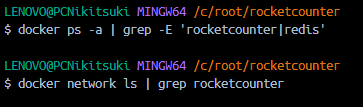 LENOVO@PCNikitsuki MINGW64 /c/root/rocketcounter
$ docker ps -a | grep -E 'rocketcounter|redis'
LENOVO@PCNikitsuki MINGW64 /c/root/rocketcounter
$ docker network ls | grep rocketcounter